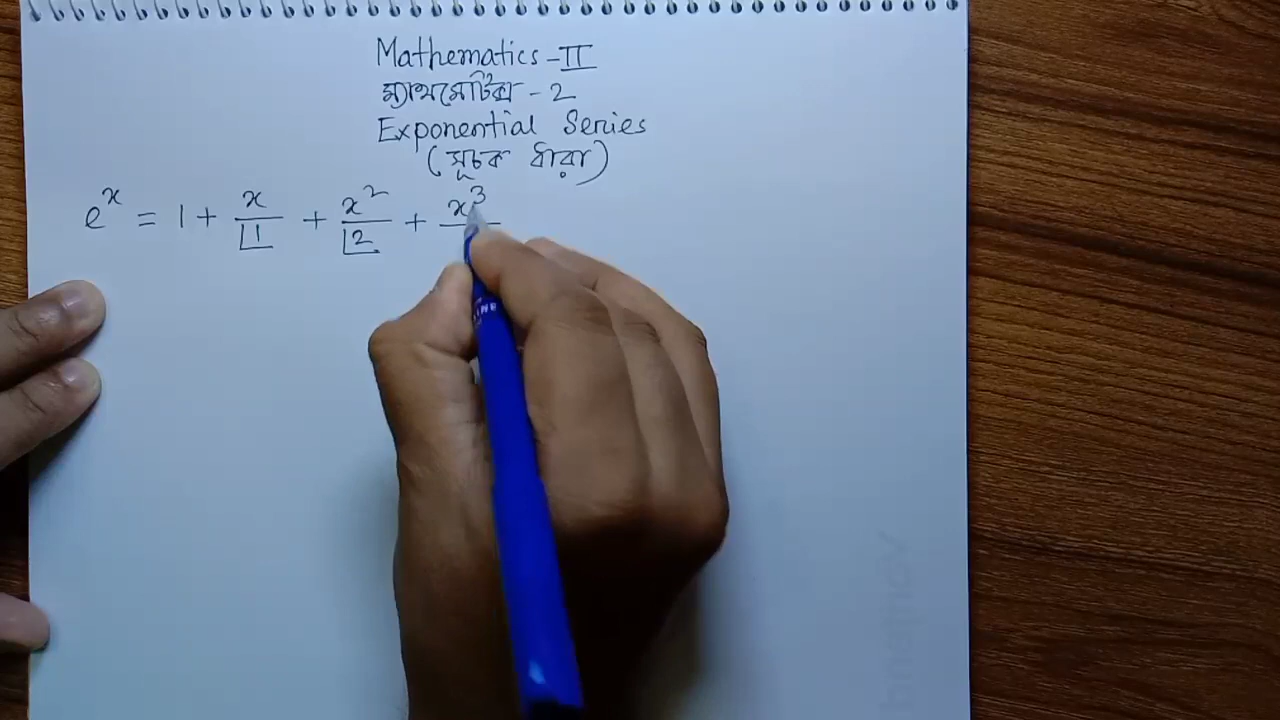 Mathematics - II
ম্যাথমেটিক্স - 2
Exponential Series
(সূচক ধারা)
e^x = 1 + x/⌊1 + x^2/⌊2 + x^3/